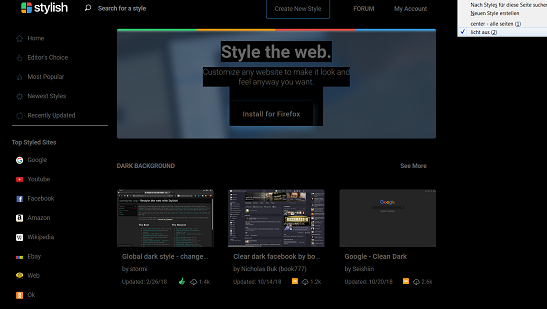 stylish
Search for a style
Create New Style
FORUM
My Account
Nach Styles für diese Seite suchen
Neuen Style erstellen
center - alle seiten (1)
licht aus (2)
Home
Editor's Choice
Most Popular
Newest Styles
Recently Updated
Top Styled Sites
Google
Youtube
Facebook
Amazon
Wikipedia
Ebay
Web
Ok
Style the web.
Customize any website to make it look and
feel anyway you want.
Install for Firefox
DARK BACKGROUND
See More
Global dark style - change...
by stormi
Updated: 2/26/18
1.4k
Clear dark facebook by bo...
by Nicholas Buk (book777)
Updated: 10/14/18
1.2k
Google
Google - Clean Dark
by Seishin
Updated: 10/20/18
2.6k